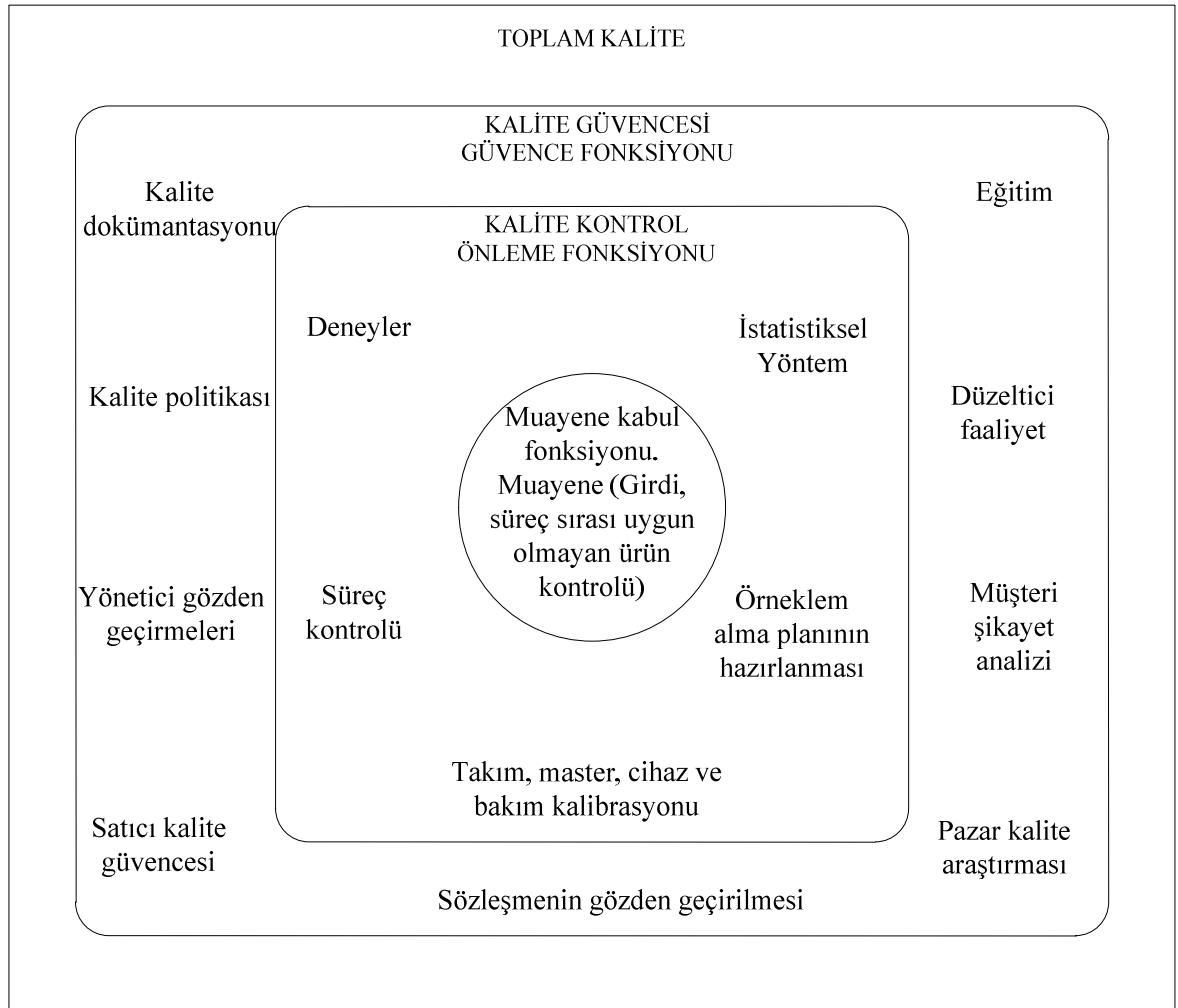 TOPLAM KALİTE
KALİTE GÜVENCESİ
GÜVENCE FONKSİYONU
Kalite
dokümantasyonu
Eğitim
KALİTE KONTROL
ÖNLEME FONKSİYONU
Deneyler
İstatistiksel
Yöntem
Kalite politikası
Düzeltici
faaliyet
Muayene kabul
fonksiyonu.
Muayene (Girdi,
süreç sırası uygun
olmayan ürün
kontrolü)
Yönetici gözden
geçirmeleri
Süreç
kontrolü
Örneklem
alma planının
hazırlanması
Müşteri
şikayet
analizi
Takım, master, cihaz ve
bakım kalibrasyonu
Satıcı kalite
güvencesi
Pazar kalite
araştırması
Sözleşmenin gözden geçirilmesi